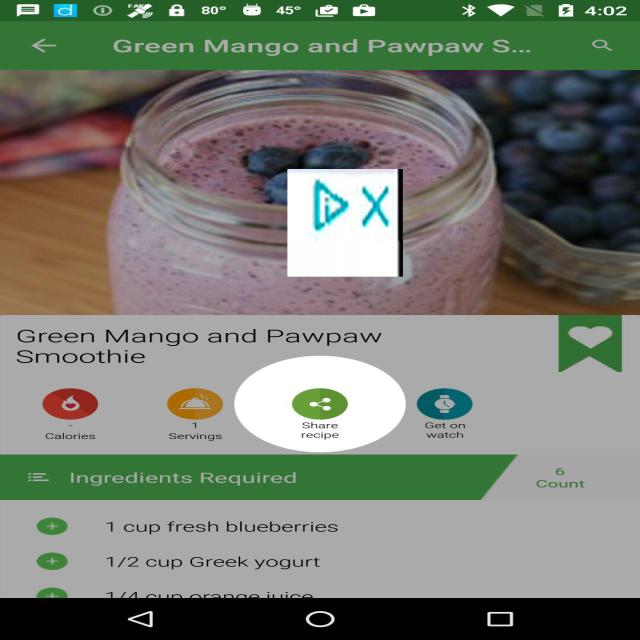 80° 45° 4:02
Green Mango and Pawpaw S...
X
Green Mango and Pawpaw
Smoothie
-
Calories
1
Servings
Share
recipe
Get on
watch
Ingredients Required
6
Count
1 cup fresh blueberries
1/2 cup Greek yogurt
1/4 cup orange juice